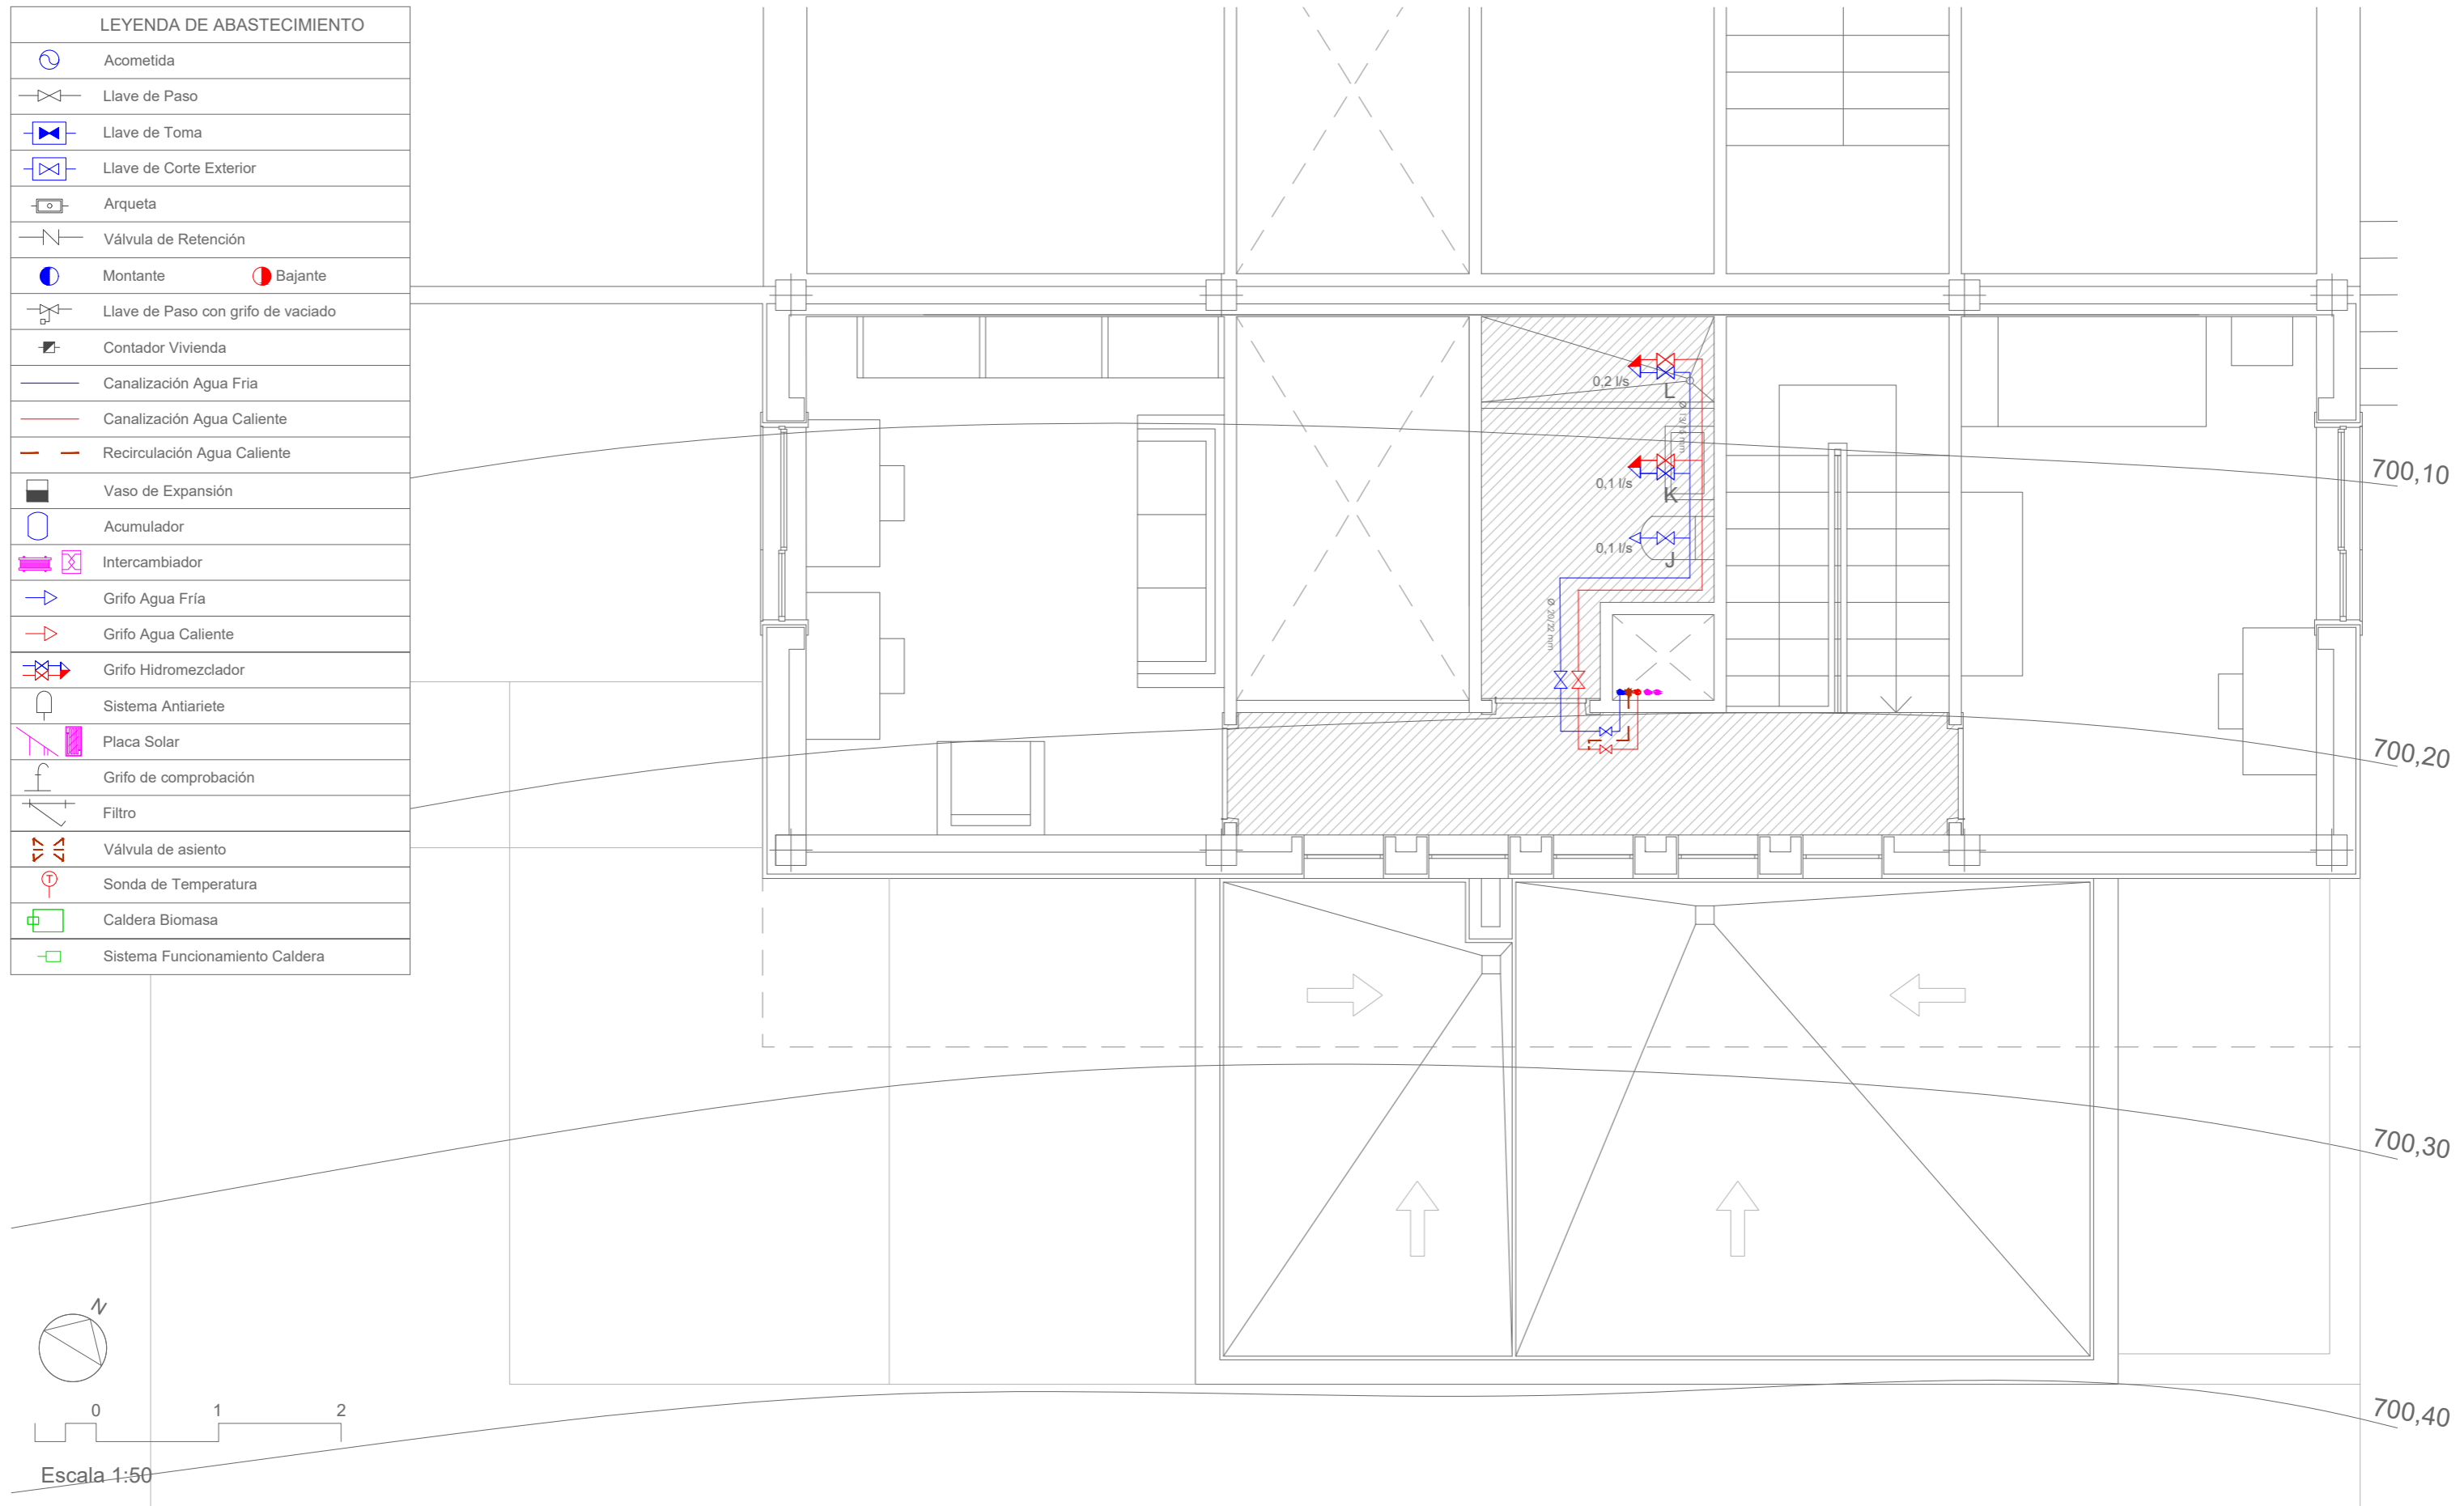 LEYENDA DE ABASTECIMIENTO
Acometida
Llave de Paso
Llave de Toma
Llave de Corte Exterior
Arqueta
Válvula de Retención
Montante Bajante
Llave de Paso con grifo de vaciado
Contador Vivienda
Canalización Agua Fria
Canalización Agua Caliente
Recirculación Agua Caliente
Vaso de Expansión
Acumulador
Intercambiador
Grifo Agua Fría
Grifo Agua Caliente
Grifo Hidromezclador
Sistema Antiariete
Placa Solar
Grifo de comprobación
Filtro
Válvula de asiento
T
Sonda de Temperatura
Caldera Biomasa
Sistema Funcionamiento Caldera
0,2 l/s
L
0,1 l/s
K
0,1 l/s
J
Ø 20/22 mm
700,10
700,20
700,30
700,40
N
0 1 2
Escala 1:50